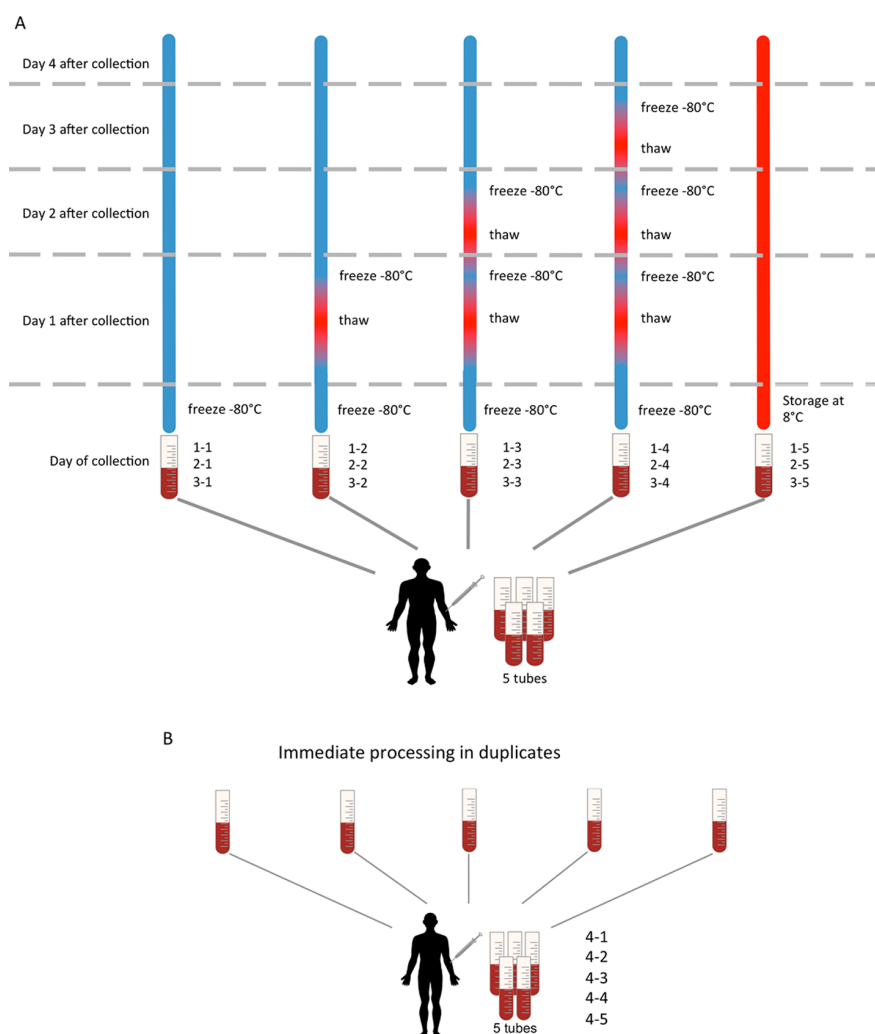 A
Day 4 after collection
Day 3 after collection
freeze -80°C
thaw
Day 2 after collection
freeze -80°C
freeze -80°C
thaw
thaw
freeze -80°C
freeze -80°C
freeze -80°C
Day 1 after collection
thaw
thaw
thaw
freeze -80°C
freeze -80°C
freeze -80°C
freeze -80°C
Storage at
8°C
Day of collection
1-1
2-1
3-1
1-2
2-2
3-2
1-3
2-3
3-3
1-4
2-4
3-4
1-5
2-5
3-5
5 tubes
B
Immediate processing in duplicates
4-1
4-2
4-3
4-4
4-5
5 tubes